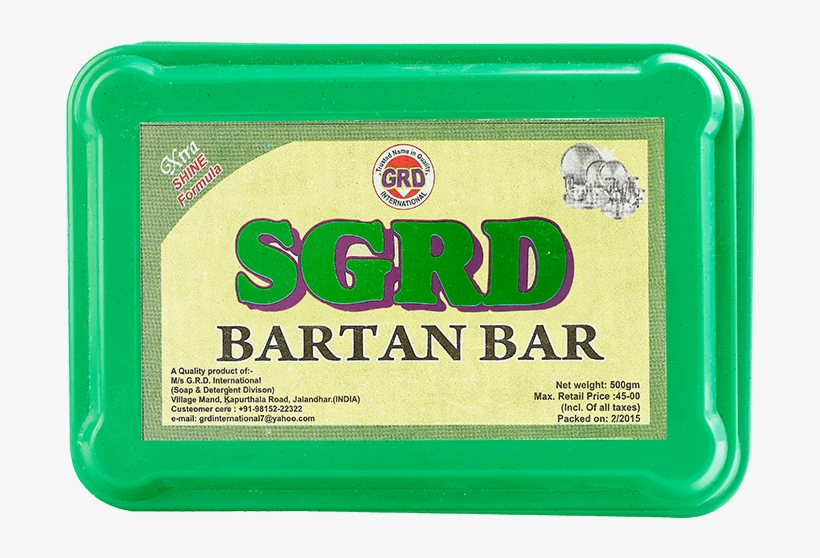 Extra
SHINE
Formula
Trusted Name in Quality
GRD
INTERNATIONAL
SGRD
BARTAN BAR
A Quality product of:-
M/s G.R.D. International
(Soap & Detergent Divison)
Village Mand, Kapurthala Road, Jalandhar.(INDIA)
Custeomer cere : +91-98152-22322
e-mail: grdinternational7@yahoo.com
Net weight: 500gm
Max. Retail Price :45-00
(Incl. Of all taxes)
Packed on: 2/2015